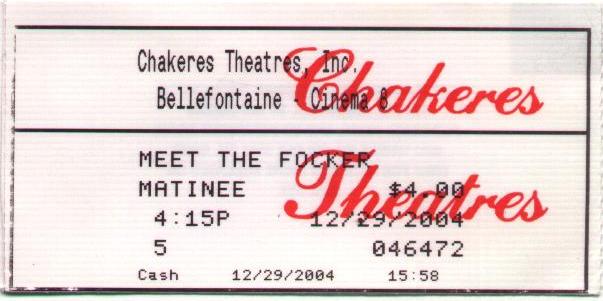 Chakeres Theatres, Inc.
Bellefontaine - Cinema 8
Chakeres
Theatres
MEET THE FOCKER
MATINEE $4.00
4:15P 12/29/2004
5 046472
Cash 12/29/2004 15:58